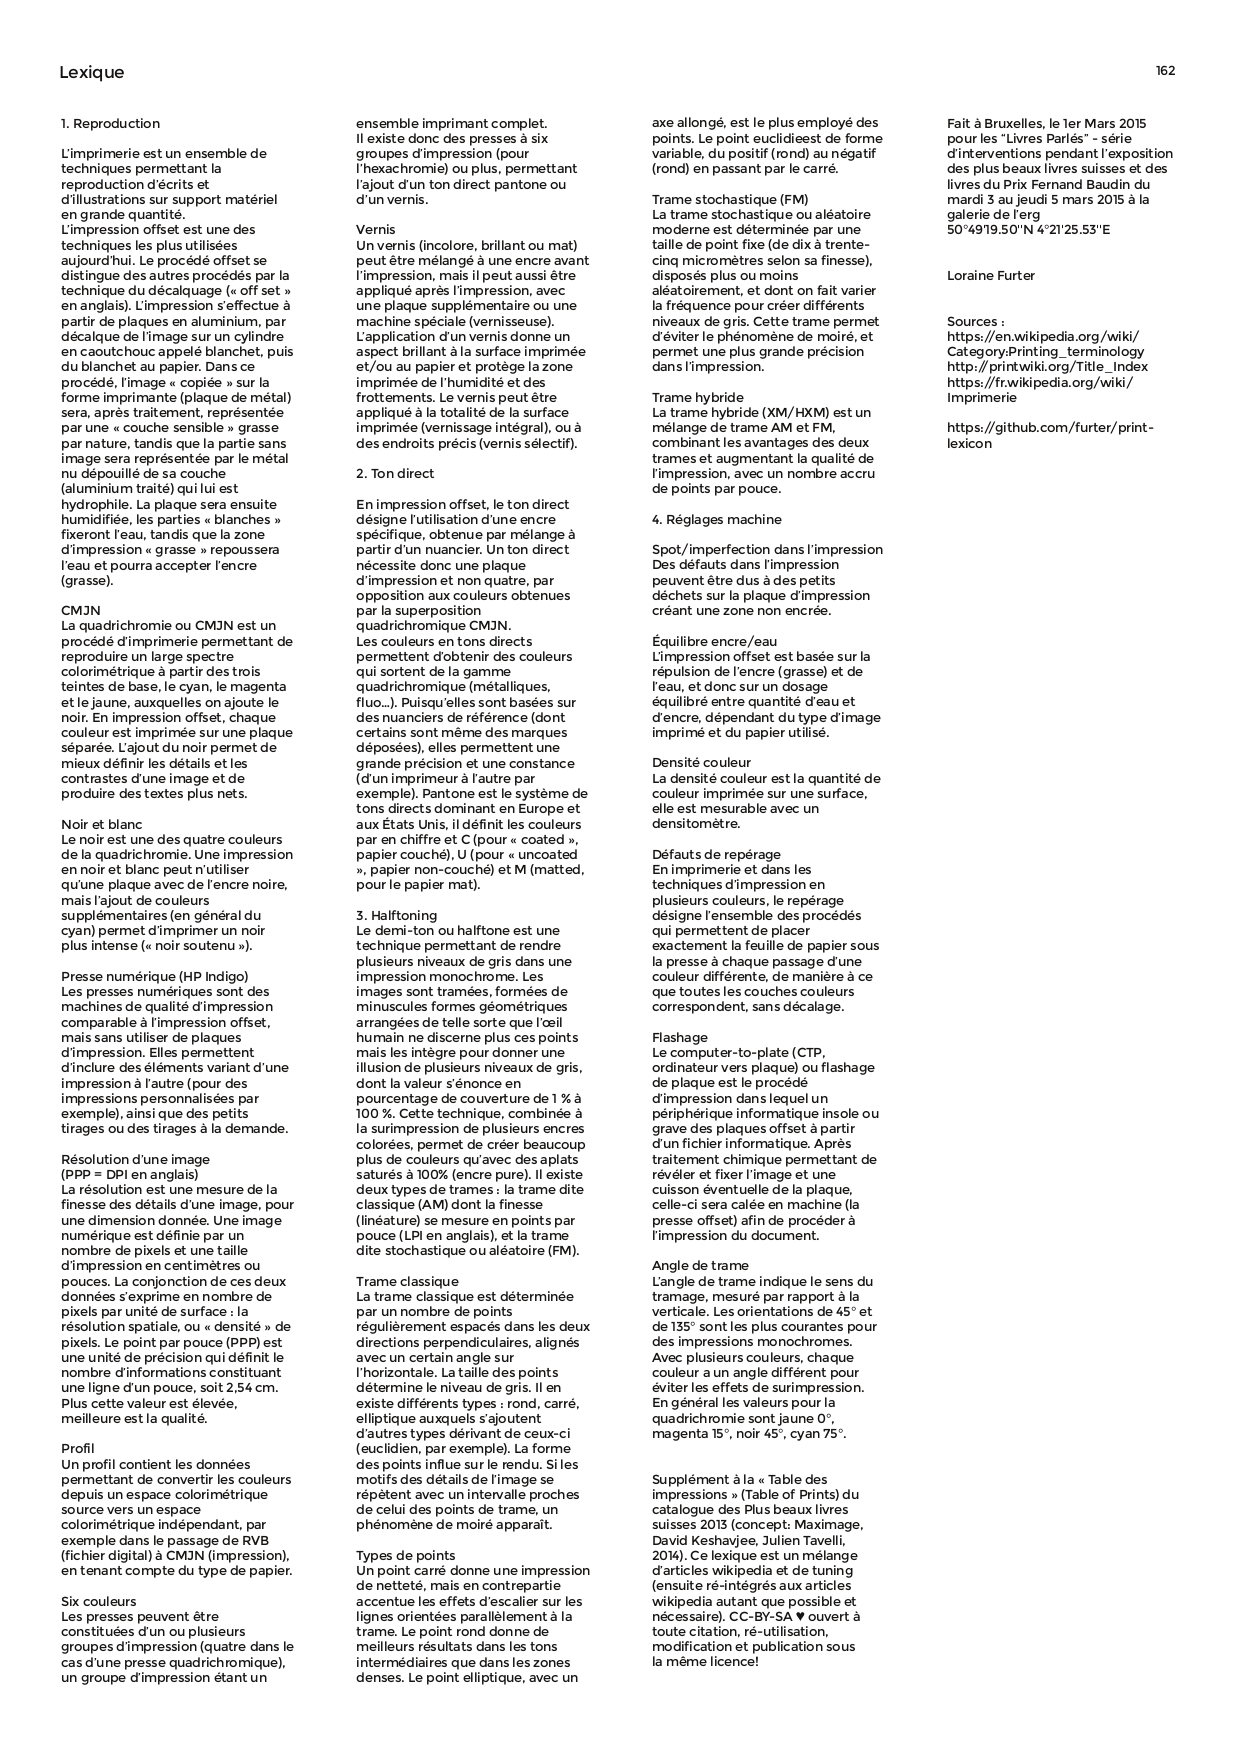 Lexique
162
1. Reproduction
L’imprimerie est un ensemble de
techniques permettant la
reproduction d’écrits et
d’illustrations sur support matériel
en grande quantité.
L’impression offset est une des
techniques les plus utilisées
aujourd’hui. Le procédé offset se
distingue des autres procédés par la
technique du décalquage (« off set »
en anglais). L’impression s’effectue à
partir de plaques en aluminium, par
décalque de l’image sur un cylindre
en caoutchouc appelé blanchet, puis
du blanchet au papier. Dans ce
procédé, l’image « copiée » sur la
forme imprimante (plaque de métal)
sera, après traitement, représentée
par une « couche sensible » grasse
par nature, tandis que la partie sans
image sera représentée par le métal
nu dépouillé de sa couche
(aluminium traité) qui lui est
hydrophile. La plaque sera ensuite
humidifiée, les parties « blanches »
fixeront l’eau, tandis que la zone
d’impression « grasse » repoussera
l’eau et pourra accepter l’encre
(grasse).
CMJN
La quadrichromie ou CMJN est un
procédé d’imprimerie permettant de
reproduire un large spectre
colorimétrique à partir des trois
teintes de base, le cyan, le magenta
et le jaune, auxquelles on ajoute le
noir. En impression offset, chaque
couleur est imprimée sur une plaque
séparée. L’ajout du noir permet de
mieux définir les détails et les
contrastes d’une image et de
produire des textes plus nets.
Noir et blanc
Le noir est une des quatre couleurs
de la quadrichromie. Une impression
en noir et blanc peut n’utiliser
qu’une plaque avec de l’encre noire,
mais l’ajout de couleurs
supplémentaires (en général du
cyan) permet d’imprimer un noir
plus intense (« noir soutenu »).
Presse numérique (HP Indigo)
Les presses numériques sont des
machines de qualité d’impression
comparable à l’impression offset,
mais sans utiliser de plaques
d’impression. Elles permettent
d’inclure des éléments variant d’une
impression à l’autre (pour des
impressions personnalisées par
exemple), ainsi que des petits
tirages ou des tirages à la demande.
Résolution d’une image
(PPP = DPI en anglais)
La résolution est une mesure de la
finesse des détails d’une image, pour
une dimension donnée. Une image
numérique est définie par un
nombre de pixels et une taille
d’impression en centimètres ou
pouces. La conjonction de ces deux
données s’exprime en nombre de
pixels par unité de surface : la
résolution spatiale, ou « densité » de
pixels. Le point par pouce (PPP) est
une unité de précision qui définit le
nombre d’informations constituant
une ligne d’un pouce, soit 2,54 cm.
Plus cette valeur est élevée,
meilleure est la qualité.
Profil
Un profil contient les données
permettant de convertir les couleurs
depuis un espace colorimétrique
source vers un espace
colorimétrique indépendant, par
exemple dans le passage de RVB
(fichier digital) à CMJN (impression),
en tenant compte du type de papier.
Six couleurs
Les presses peuvent être
constituées d’un ou plusieurs
groupes d’impression (quatre dans le
cas d’une presse quadrichromique),
un groupe d’impression étant un
ensemble imprimant complet.
Il existe donc des presses à six
groupes d’impression (pour
l’hexachromie) ou plus, permettant
l’ajout d’un ton direct pantone ou
d’un vernis.
Vernis
Un vernis (incolore, brillant ou mat)
peut être mélangé à une encre avant
l’impression, mais il peut aussi être
appliqué après l’impression, avec
une plaque supplémentaire ou une
machine spéciale (vernisseuse).
L’application d’un vernis donne un
aspect brillant à la surface imprimée
et/ou au papier et protège la zone
imprimée de l’humidité et des
frottements. Le vernis peut être
appliqué à la totalité de la surface
imprimée (vernissage intégral), ou à
des endroits précis (vernis sélectif).
2. Ton direct
En impression offset, le ton direct
désigne l’utilisation d’une encre
spécifique, obtenue par mélange à
partir d’un nuancier. Un ton direct
nécessite donc une plaque
d’impression et non quatre, par
opposition aux couleurs obtenues
par la superposition
quadrichromique CMJN.
Les couleurs en tons directs
permettent d’obtenir des couleurs
qui sortent de la gamme
quadrichromique (métalliques,
fluo…). Puisqu’elles sont basées sur
des nuanciers de référence (dont
certains sont même des marques
déposées), elles permettent une
grande précision et une constance
(d’un imprimeur à l’autre par
exemple). Pantone est le système de
tons directs dominant en Europe et
aux États Unis, il définit les couleurs
par en chiffre et C (pour « coated »,
papier couché), U (pour « uncoated
», papier non-couché) et M (matted,
pour le papier mat).
3. Halftoning
Le demi-ton ou halftone est une
technique permettant de rendre
plusieurs niveaux de gris dans une
impression monochrome. Les
images sont tramées, formées de
minuscules formes géométriques
arrangées de telle sorte que l’œil
humain ne discerne plus ces points
mais les intègre pour donner une
illusion de plusieurs niveaux de gris,
dont la valeur s’énonce en
pourcentage de couverture de 1 % à
100 %. Cette technique, combinée à
la surimpression de plusieurs encres
colorées, permet de créer beaucoup
plus de couleurs qu’avec des aplats
saturés à 100% (encre pure). Il existe
deux types de trames : la trame dite
classique (AM) dont la finesse
(linéature) se mesure en points par
pouce (LPI en anglais), et la trame
dite stochastique ou aléatoire (FM).
Trame classique
La trame classique est déterminée
par un nombre de points
régulièrement espacés dans les deux
directions perpendiculaires, alignés
avec un certain angle sur
l’horizontale. La taille des points
détermine le niveau de gris. Il en
existe différents types : rond, carré,
elliptique auxquels s’ajoutent
d’autres types dérivant de ceux-ci
(euclidien, par exemple). La forme
des points influe sur le rendu. Si les
motifs des détails de l’image se
répètent avec un intervalle proches
de celui des points de trame, un
phénomène de moiré apparaît.
Types de points
Un point carré donne une impression
de netteté, mais en contrepartie
accentue les effets d’escalier sur les
lignes orientées parallèlement à la
trame. Le point rond donne de
meilleurs résultats dans les tons
intermédiaires que dans les zones
denses. Le point elliptique, avec un
axe allongé, est le plus employé des
points. Le point euclidieest de forme
variable, du positif (rond) au négatif
(rond) en passant par le carré.
Trame stochastique (FM)
La trame stochastique ou aléatoire
moderne est déterminée par une
taille de point fixe (de dix à trente-
cinq micromètres selon sa finesse),
disposés plus ou moins
aléatoirement, et dont on fait varier
la fréquence pour créer différents
niveaux de gris. Cette trame permet
d’éviter le phénomène de moiré, et
permet une plus grande précision
dans l’impression.
Trame hybride
La trame hybride (XM/HXM) est un
mélange de trame AM et FM,
combinant les avantages des deux
trames et augmentant la qualité de
l’impression, avec un nombre accru
de points par pouce.
4. Réglages machine
Spot/imperfection dans l’impression
Des défauts dans l’impression
peuvent être dus à des petits
déchets sur la plaque d’impression
créant une zone non encrée.
Équilibre encre/eau
L’impression offset est basée sur la
répulsion de l’encre (grasse) et de
l’eau, et donc sur un dosage
équilibré entre quantité d’eau et
d’encre, dépendant du type d’image
imprimé et du papier utilisé.
Densité couleur
La densité couleur est la quantité de
couleur imprimée sur une surface,
elle est mesurable avec un
densitomètre.
Défauts de repérage
En imprimerie et dans les
techniques d’impression en
plusieurs couleurs, le repérage
désigne l’ensemble des procédés
qui permettent de placer
exactement la feuille de papier sous
la presse à chaque passage d’une
couleur différente, de manière à ce
que toutes les couches couleurs
correspondent, sans décalage.
Flashage
Le computer-to-plate (CTP,
ordinateur vers plaque) ou flashage
de plaque est le procédé
d’impression dans lequel un
périphérique informatique insole ou
grave des plaques offset à partir
d’un fichier informatique. Après
traitement chimique permettant de
révéler et fixer l’image et une
cuisson éventuelle de la plaque,
celle-ci sera calée en machine (la
presse offset) afin de procéder à
l’impression du document.
Angle de trame
L’angle de trame indique le sens du
tramage, mesuré par rapport à la
verticale. Les orientations de 45° et
de 135° sont les plus courantes pour
des impressions monochromes.
Avec plusieurs couleurs, chaque
couleur a un angle différent pour
éviter les effets de surimpression.
En général les valeurs pour la
quadrichromie sont jaune 0°,
magenta 15°, noir 45°, cyan 75°.
Supplément à la « Table des
impressions » (Table of Prints) du
catalogue des Plus beaux livres
suisses 2013 (concept: Maximage,
David Keshavjee, Julien Tavelli,
2014). Ce lexique est un mélange
d’articles wikipedia et de tuning
(ensuite ré-intégrés aux articles
wikipedia autant que possible et
nécessaire). CC-BY-SA ♥ ouvert à
toute citation, ré-utilisation,
modification et publication sous
la même licence!
Fait à Bruxelles, le 1er Mars 2015
pour les “Livres Parlés” - série
d’interventions pendant l’exposition
des plus beaux livres suisses et des
livres du Prix Fernand Baudin du
mardi 3 au jeudi 5 mars 2015 à la
galerie de l’erg
50°49'19.50''N 4°21'25.53''E
Loraine Furter
Sources :
https://en.wikipedia.org/wiki/
Category:Printing_terminology
http://printwiki.org/Title_Index
https://fr.wikipedia.org/wiki/
Imprimerie
https://github.com/furter/print-
lexicon